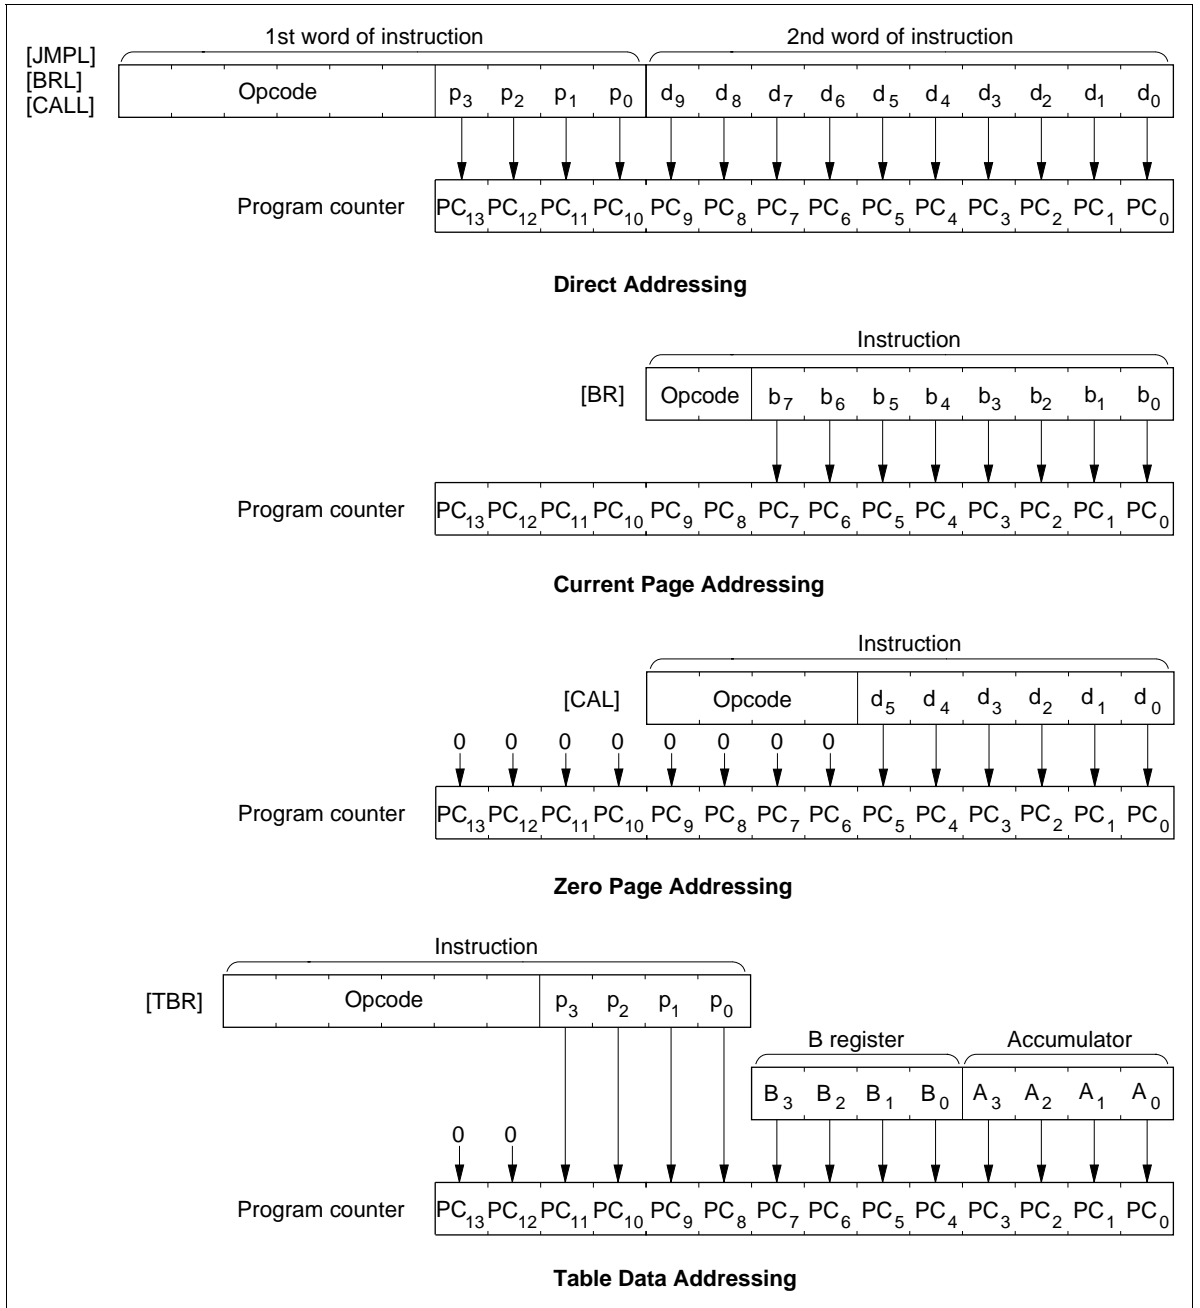 1st word of instruction 2nd word of instruction
[JMPL]
[BRL]
[CALL]
Opcode p3 p2 p1 p0 d9 d8 d7 d6 d5 d4 d3 d2 d1 d0
Program counter PC13 PC12 PC11 PC10 PC9 PC8 PC7 PC6 PC5 PC4 PC3 PC2 PC1 PC0
Direct Addressing
Instruction
[BR] Opcode b7 b6 b5 b4 b3 b2 b1 b0
Program counter PC13 PC12 PC11 PC10 PC9 PC8 PC7 PC6 PC5 PC4 PC3 PC2 PC1 PC0
Current Page Addressing
Instruction
[CAL] Opcode d5 d4 d3 d2 d1 d0
0 0 0 0 0 0 0 0
Program counter PC13 PC12 PC11 PC10 PC9 PC8 PC7 PC6 PC5 PC4 PC3 PC2 PC1 PC0
Zero Page Addressing
Instruction
[TBR] Opcode p3 p2 p1 p0
B register Accumulator
B3 B2 B1 B0 A3 A2 A1 A0
0 0
Program counter PC13 PC12 PC11 PC10 PC9 PC8 PC7 PC6 PC5 PC4 PC3 PC2 PC1 PC0
Table Data Addressing